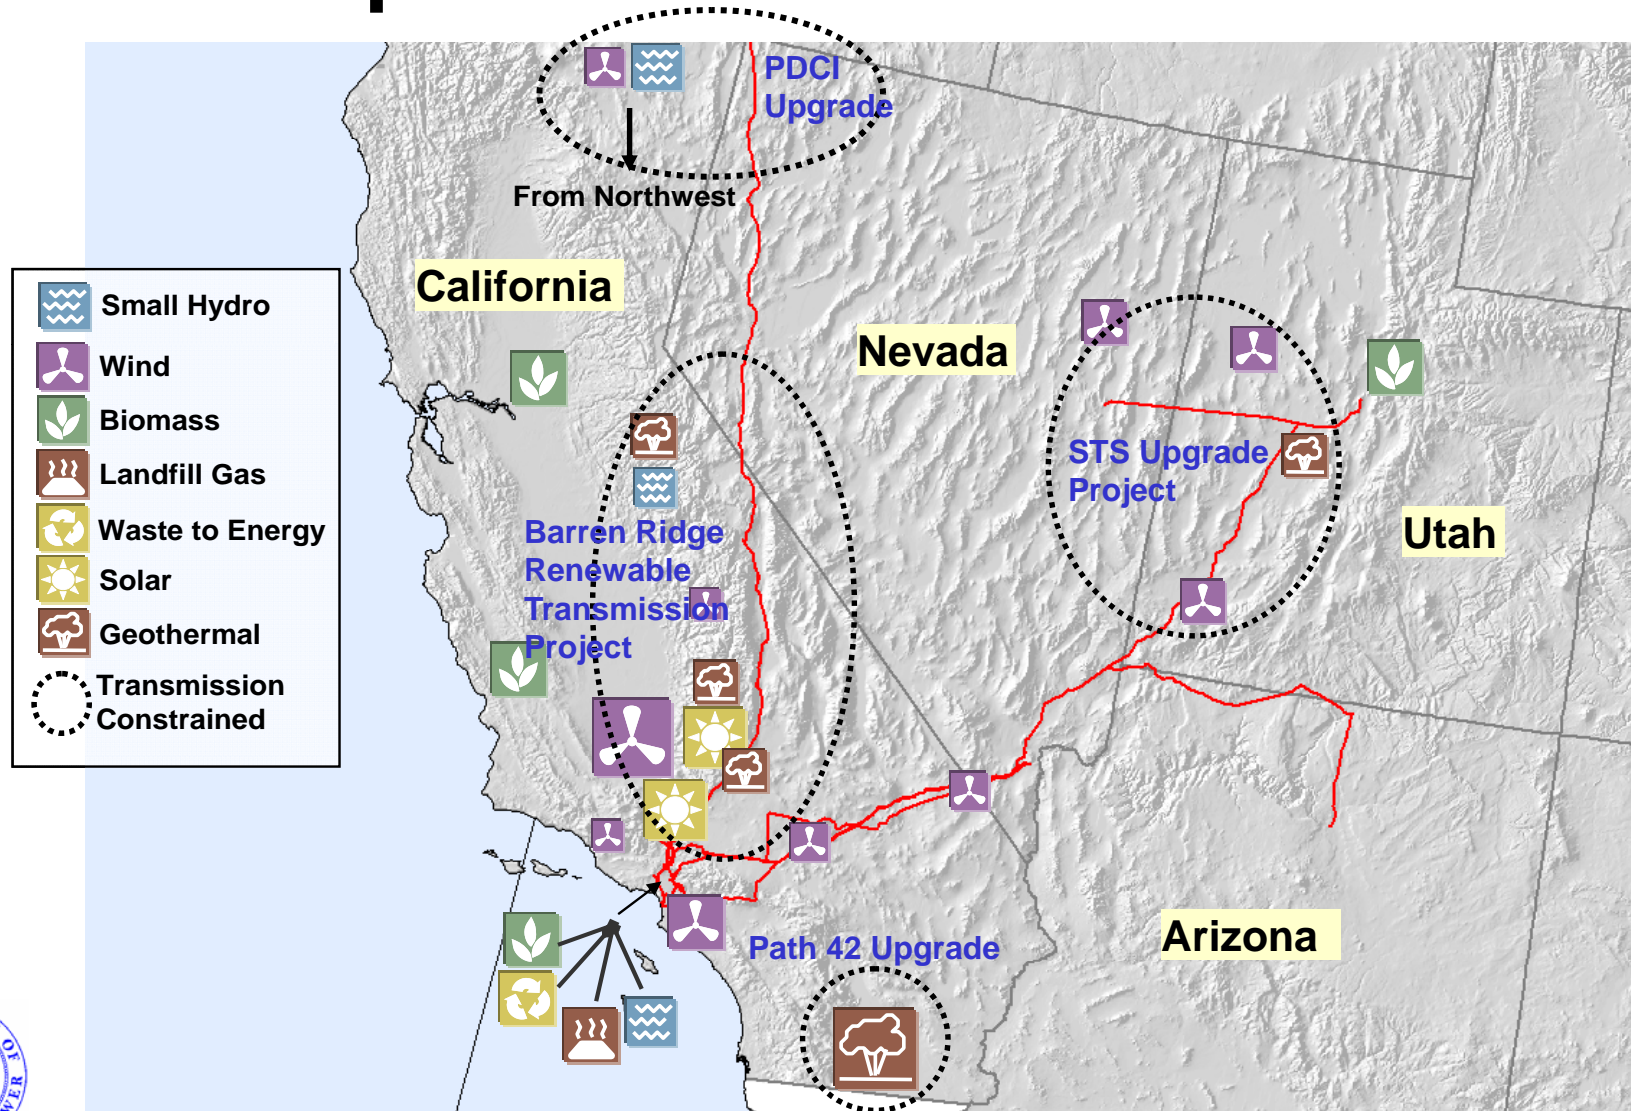 PDCI
Upgrade
From Northwest
California
Small Hydro
Wind
Biomass
Landfill Gas
Waste to Energy
Solar
Geothermal
Transmission
Constrained
Nevada
STS Upgrade
Project
Utah
Barren Ridge
Renewable
Transmission
Project
Path 42 Upgrade
Arizona
OF